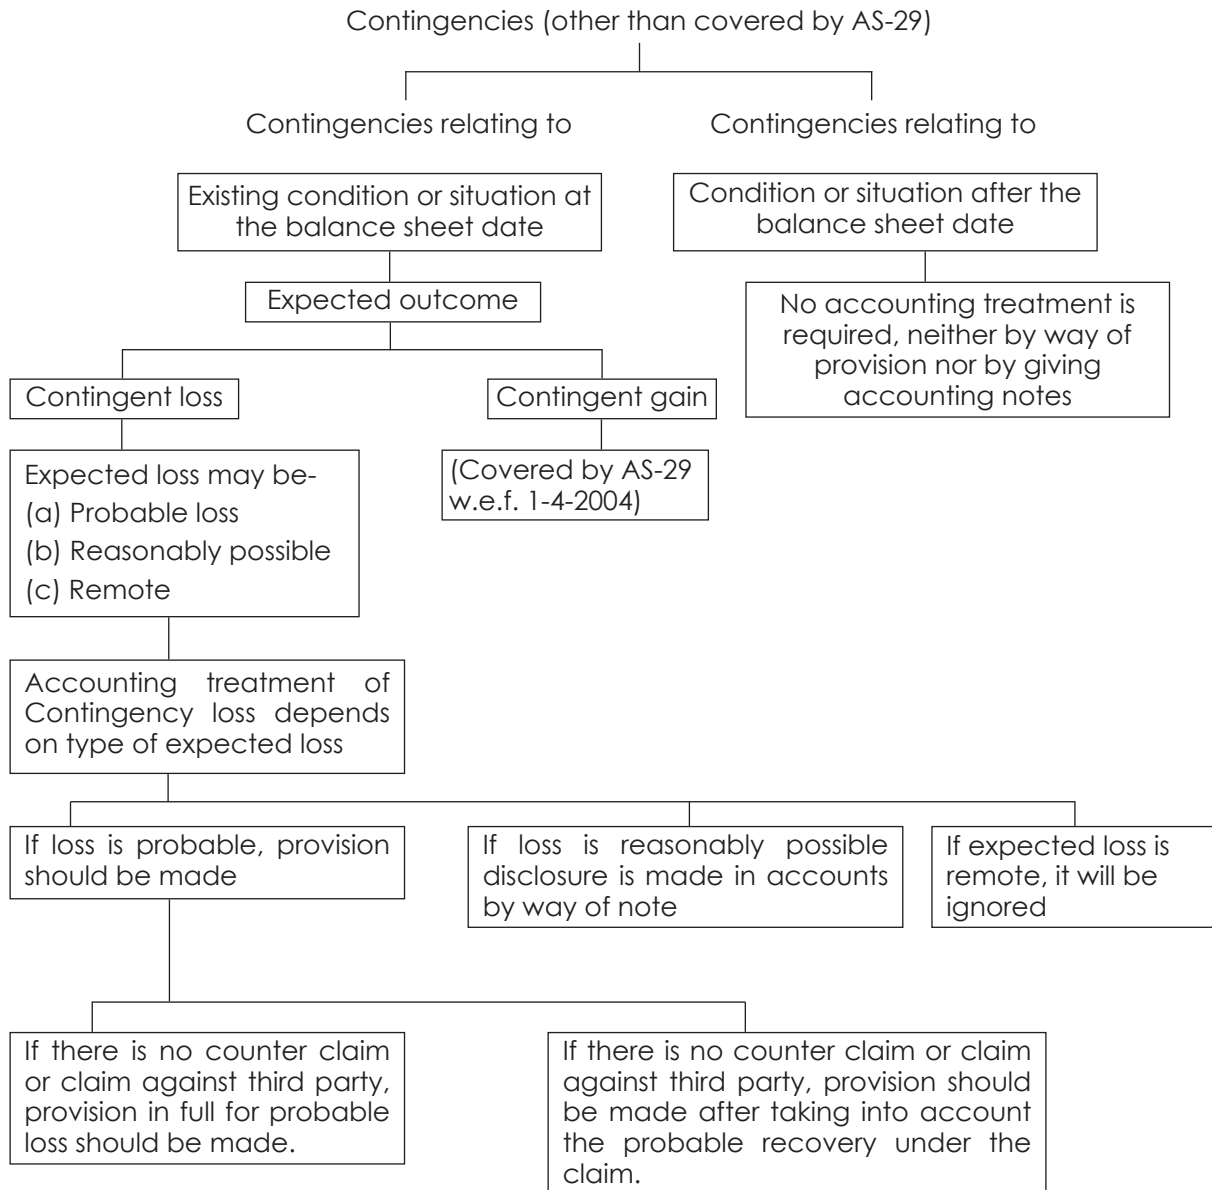 Contingencies (other than covered by AS-29)
Contingencies relating to
Contingencies relating to
Existing condition or situation at
the balance sheet date
Condition or situation after the
balance sheet date
Expected outcome
No accounting treatment is
required, neither by way of
provision nor by giving
accounting notes
Contingent loss
Contingent gain
Expected loss may be-
(a) Probable loss
(b) Reasonably possible
(c) Remote
(Covered by AS-29
w.e.f. 1-4-2004)
Accounting treatment of
Contingency loss depends
on type of expected loss
If loss is probable, provision
should be made
If loss is reasonably possible
disclosure is made in accounts
by way of note
If expected loss is
remote, it will be
ignored
If there is no counter claim
or claim against third party,
provision in full for probable
loss should be made.
If there is no counter claim or claim
against third party, provision should
be made after taking into account
the probable recovery under the
claim.